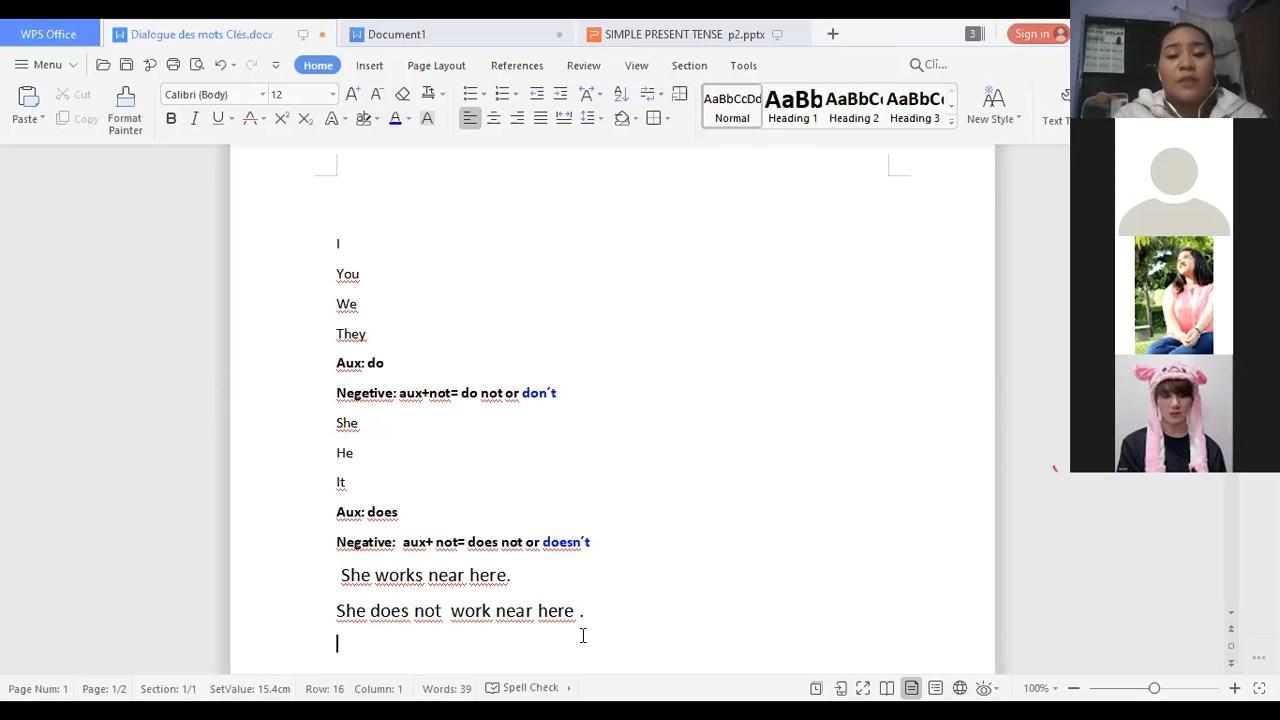 WPS Office
Dialogue des mots Clés.docx
Document1
SIMPLE PRESENT TENSE p2.pptx
3
Sign in
Menu
Home
Insert
Page Layout
References
Review
View
Section
Tools
Cli...
Paste
Cut
Copy
Format Painter
Calibri (Body)
12
AaBbCcDd
Normal
AaBb
Heading 1
AaBbC
Heading 2
AaBbC
Heading 3
New Style
Text T
I
You
We
They
Aux: do
Negetive: aux+not= do not or don´t
She
He
It
Aux: does
Negative: aux+ not= does not or doesn´t
She works near here.
She does not work near here .
Page Num: 1
Page: 1/2
Section: 1/1
SetValue: 15.4cm
Row: 16
Column: 1
Words: 39
Spell Check
100%